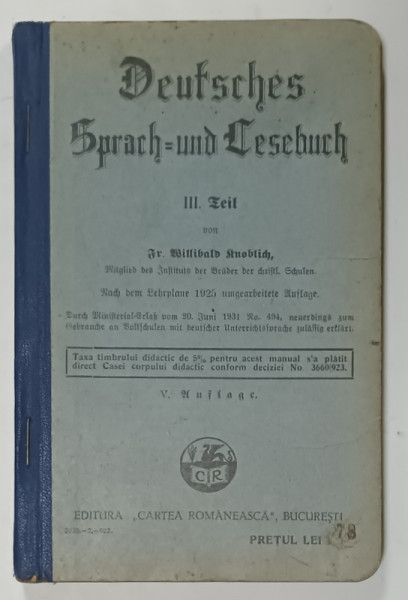 Deutsches
Sprach= und Lesebuch
III. Teil
von
Fr. Willibald Knoblich,
Mitglied des Instituts der Brüder der christl. Schulen.
Nach dem Lehrplane 1925 umgearbeitete Auflage.
Durch Ministerial-Erlaß vom 20. Juni 1931 No. 494, neuerdings zum
Gebrauche an Volksschulen mit deutscher Unterrichtssprache zulässig erklärt.
Taxa timbrului didactic de 5% pentru acest manual s'a plătit
direct Casei corpului didactic conform deciziei No. 3660/923.
V. Auflage.
C R
EDITURA „CARTEA ROMÂNEASCĂ", BUCUREȘTI
PREȚUL LEI 78